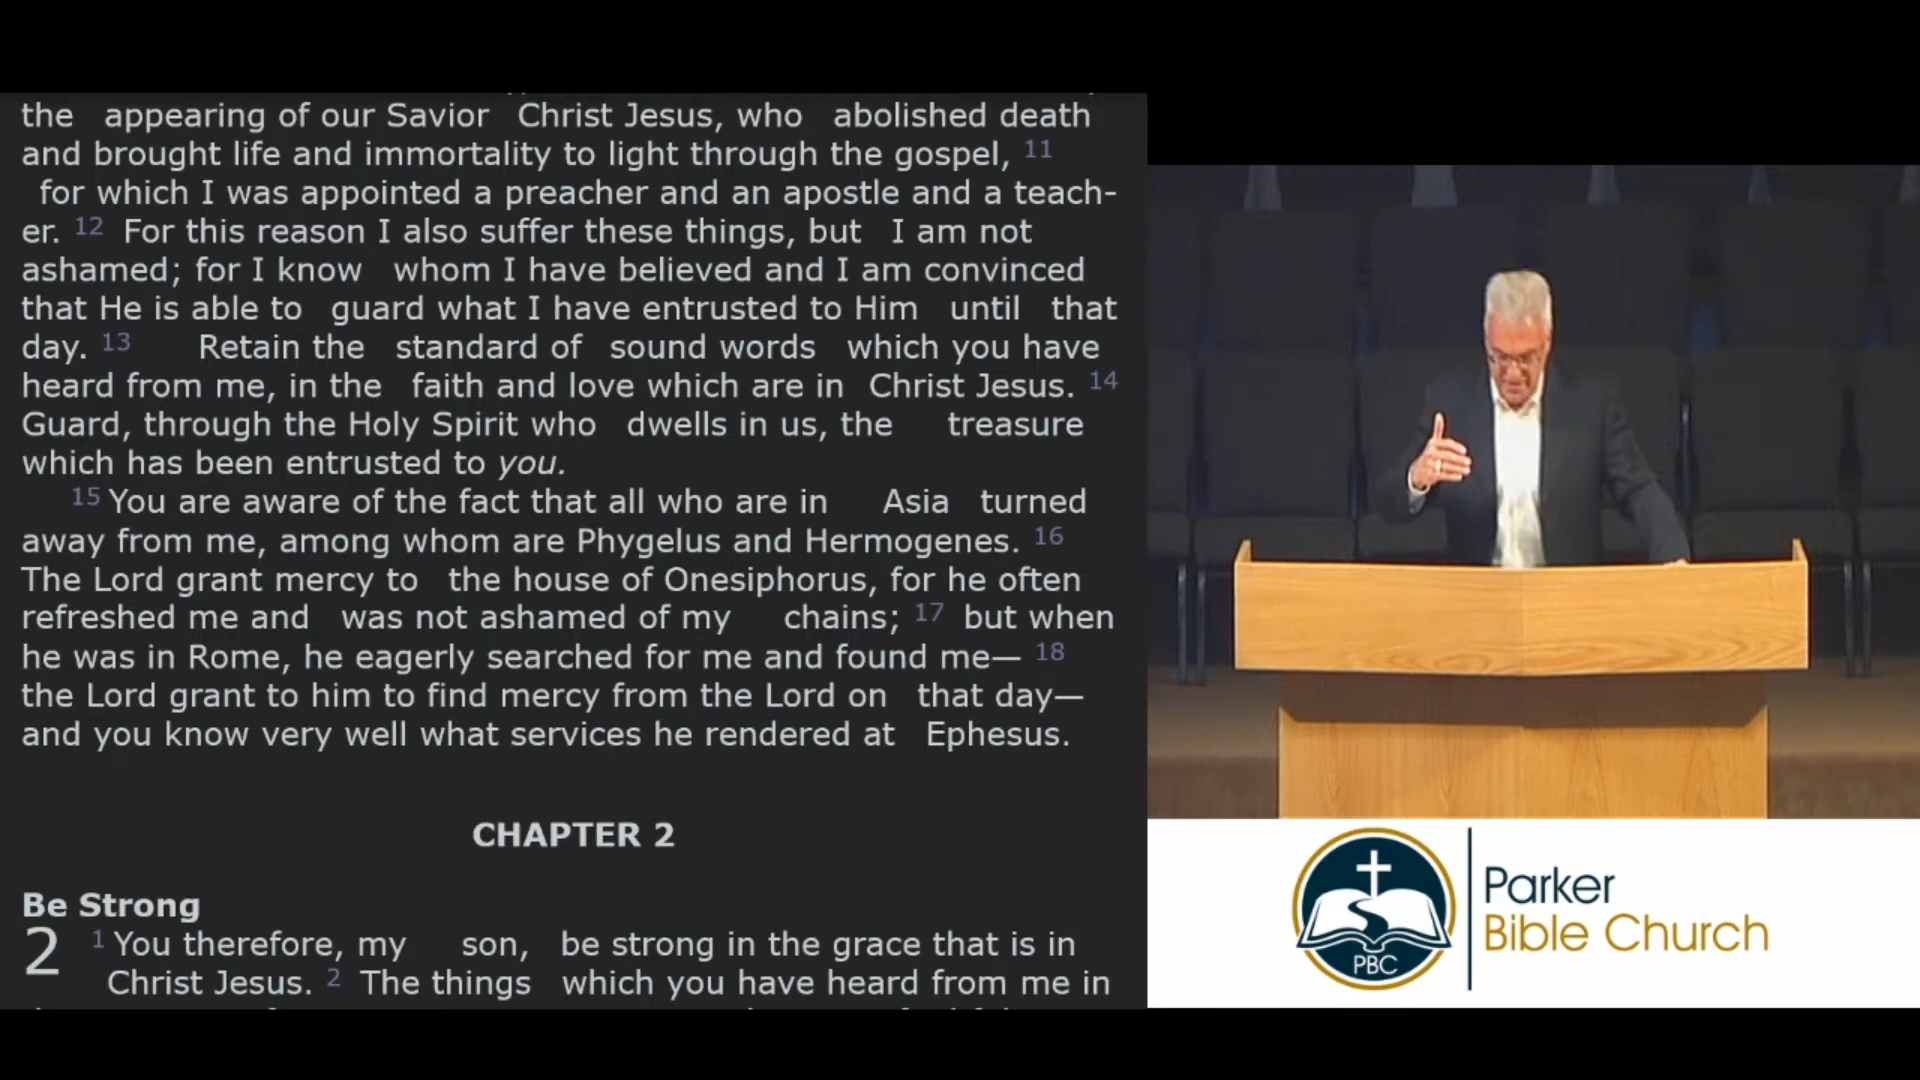 the appearing of our Savior Christ Jesus, who abolished death
and brought life and immortality to light through the gospel, 11
for which I was appointed a preacher and an apostle and a teach-
er. 12 For this reason I also suffer these things, but I am not
ashamed; for I know whom I have believed and I am convinced
that He is able to guard what I have entrusted to Him until that
day. 13 Retain the standard of sound words which you have
heard from me, in the faith and love which are in Christ Jesus. 14
Guard, through the Holy Spirit who dwells in us, the treasure
which has been entrusted to you.
15 You are aware of the fact that all who are in Asia turned
away from me, among whom are Phygelus and Hermogenes. 16
The Lord grant mercy to the house of Onesiphorus, for he often
refreshed me and was not ashamed of my chains; 17 but when
he was in Rome, he eagerly searched for me and found me— 18
the Lord grant to him to find mercy from the Lord on that day—
and you know very well what services he rendered at Ephesus.
CHAPTER 2
Be Strong
2 1 You therefore, my son, be strong in the grace that is in
Christ Jesus. 2 The things which you have heard from me in
PBC
Parker
Bible Church